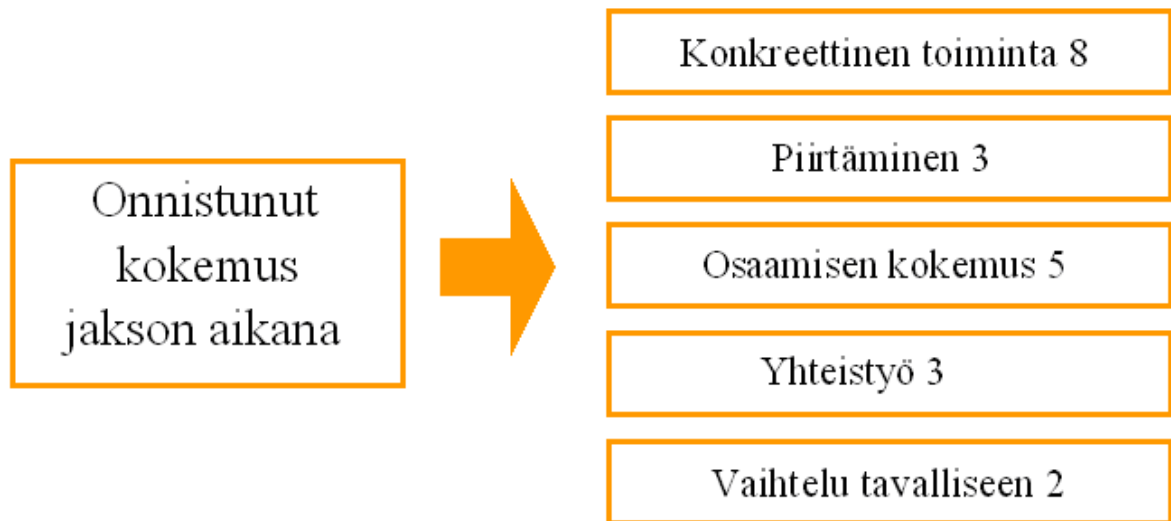 Onnistunut
kokemus
jakson aikana
Konkreettinen toiminta 8
Piirtäminen 3
Osaamisen kokemus 5
Yhteistyö 3
Vaihtelu tavalliseen 2